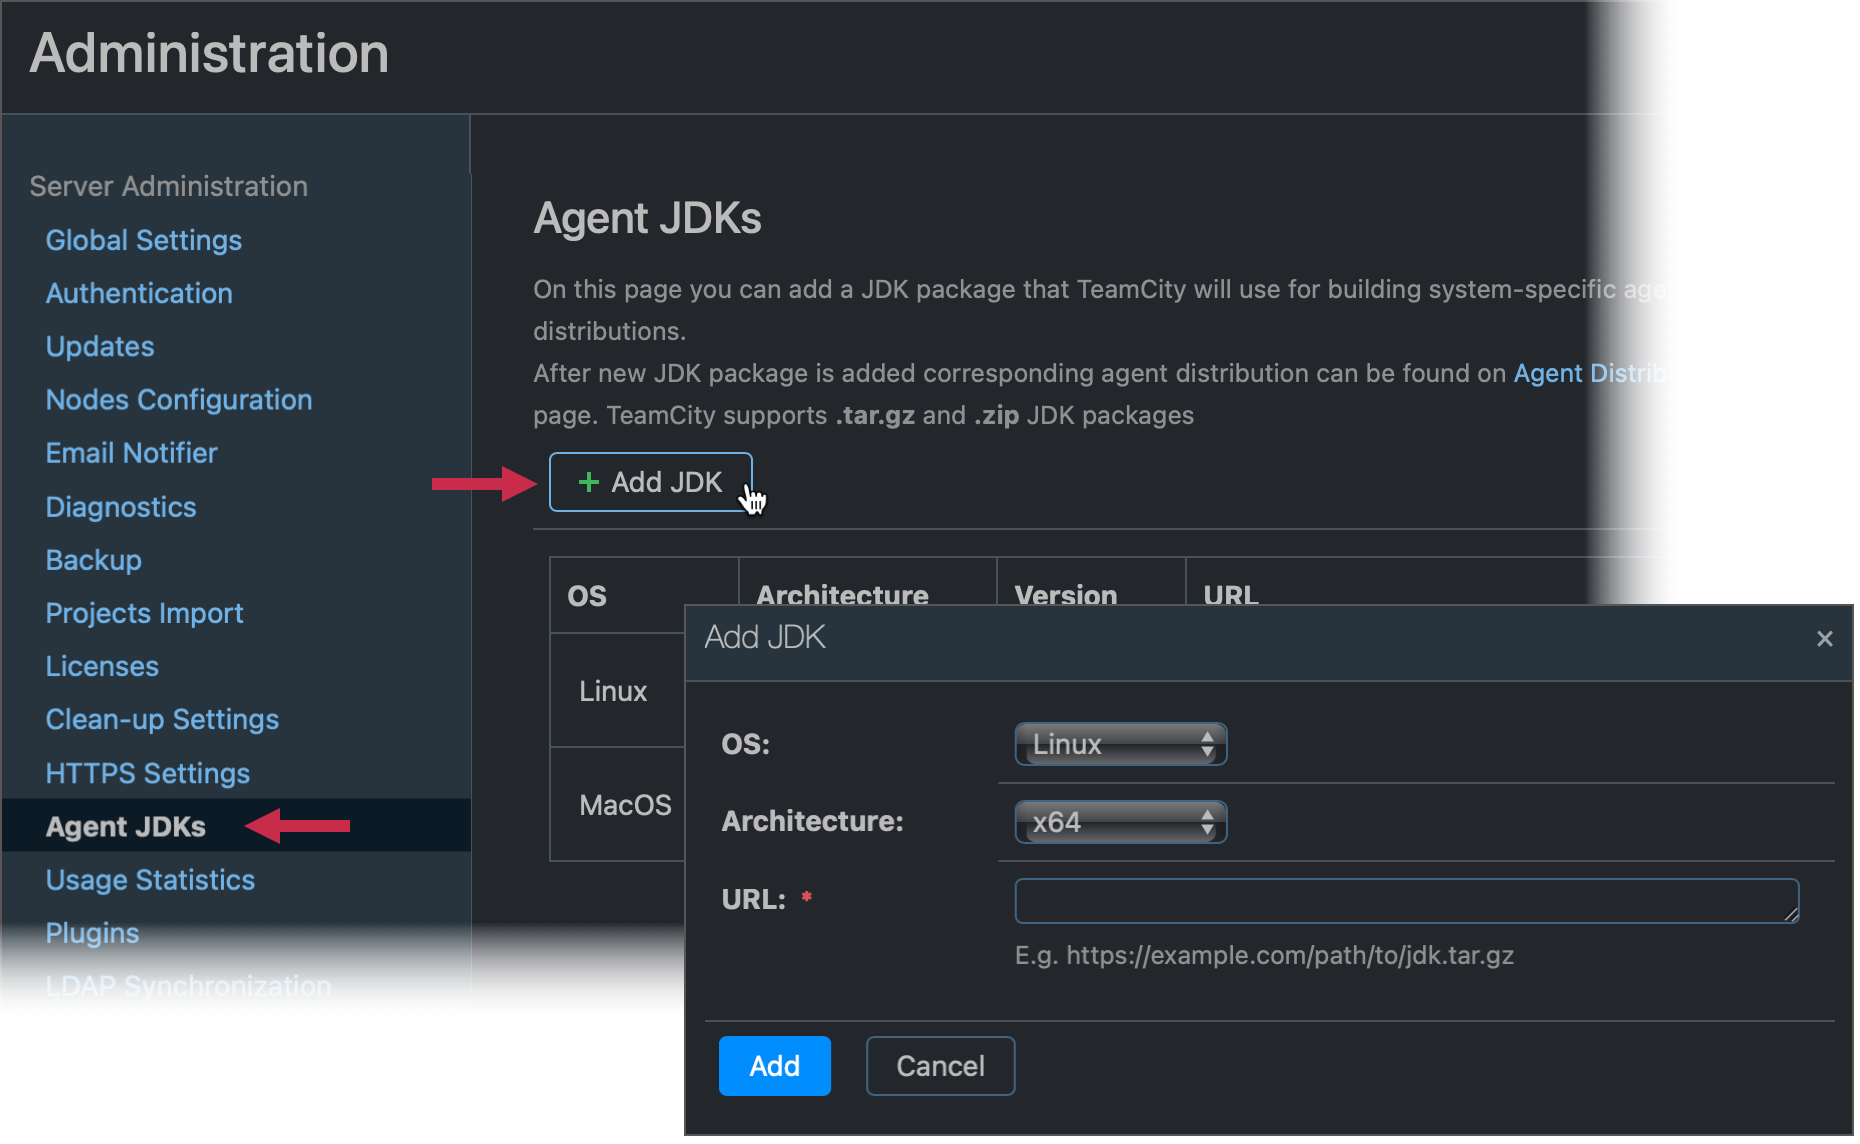 Administration
Server Administration
Global Settings
Authentication
Updates
Nodes Configuration
Email Notifier
Diagnostics
Backup
Projects Import
Licenses
Clean-up Settings
HTTPS Settings
Agent JDKs
Usage Statistics
Plugins
LDAP Synchronization
Agent JDKs
On this page you can add a JDK package that TeamCity will use for building system-specific
distributions.
After new JDK package is added corresponding agent distribution can be found on Agent
page. TeamCity supports .tar.gz and .zip JDK packages
+ Add JDK
OS Architecture Version URL
Linux
MacOS
Add JDK ×
OS: Linux
Architecture: x64
URL: *
E.g. https://example.com/path/to/jdk.tar.gz
Add Cancel